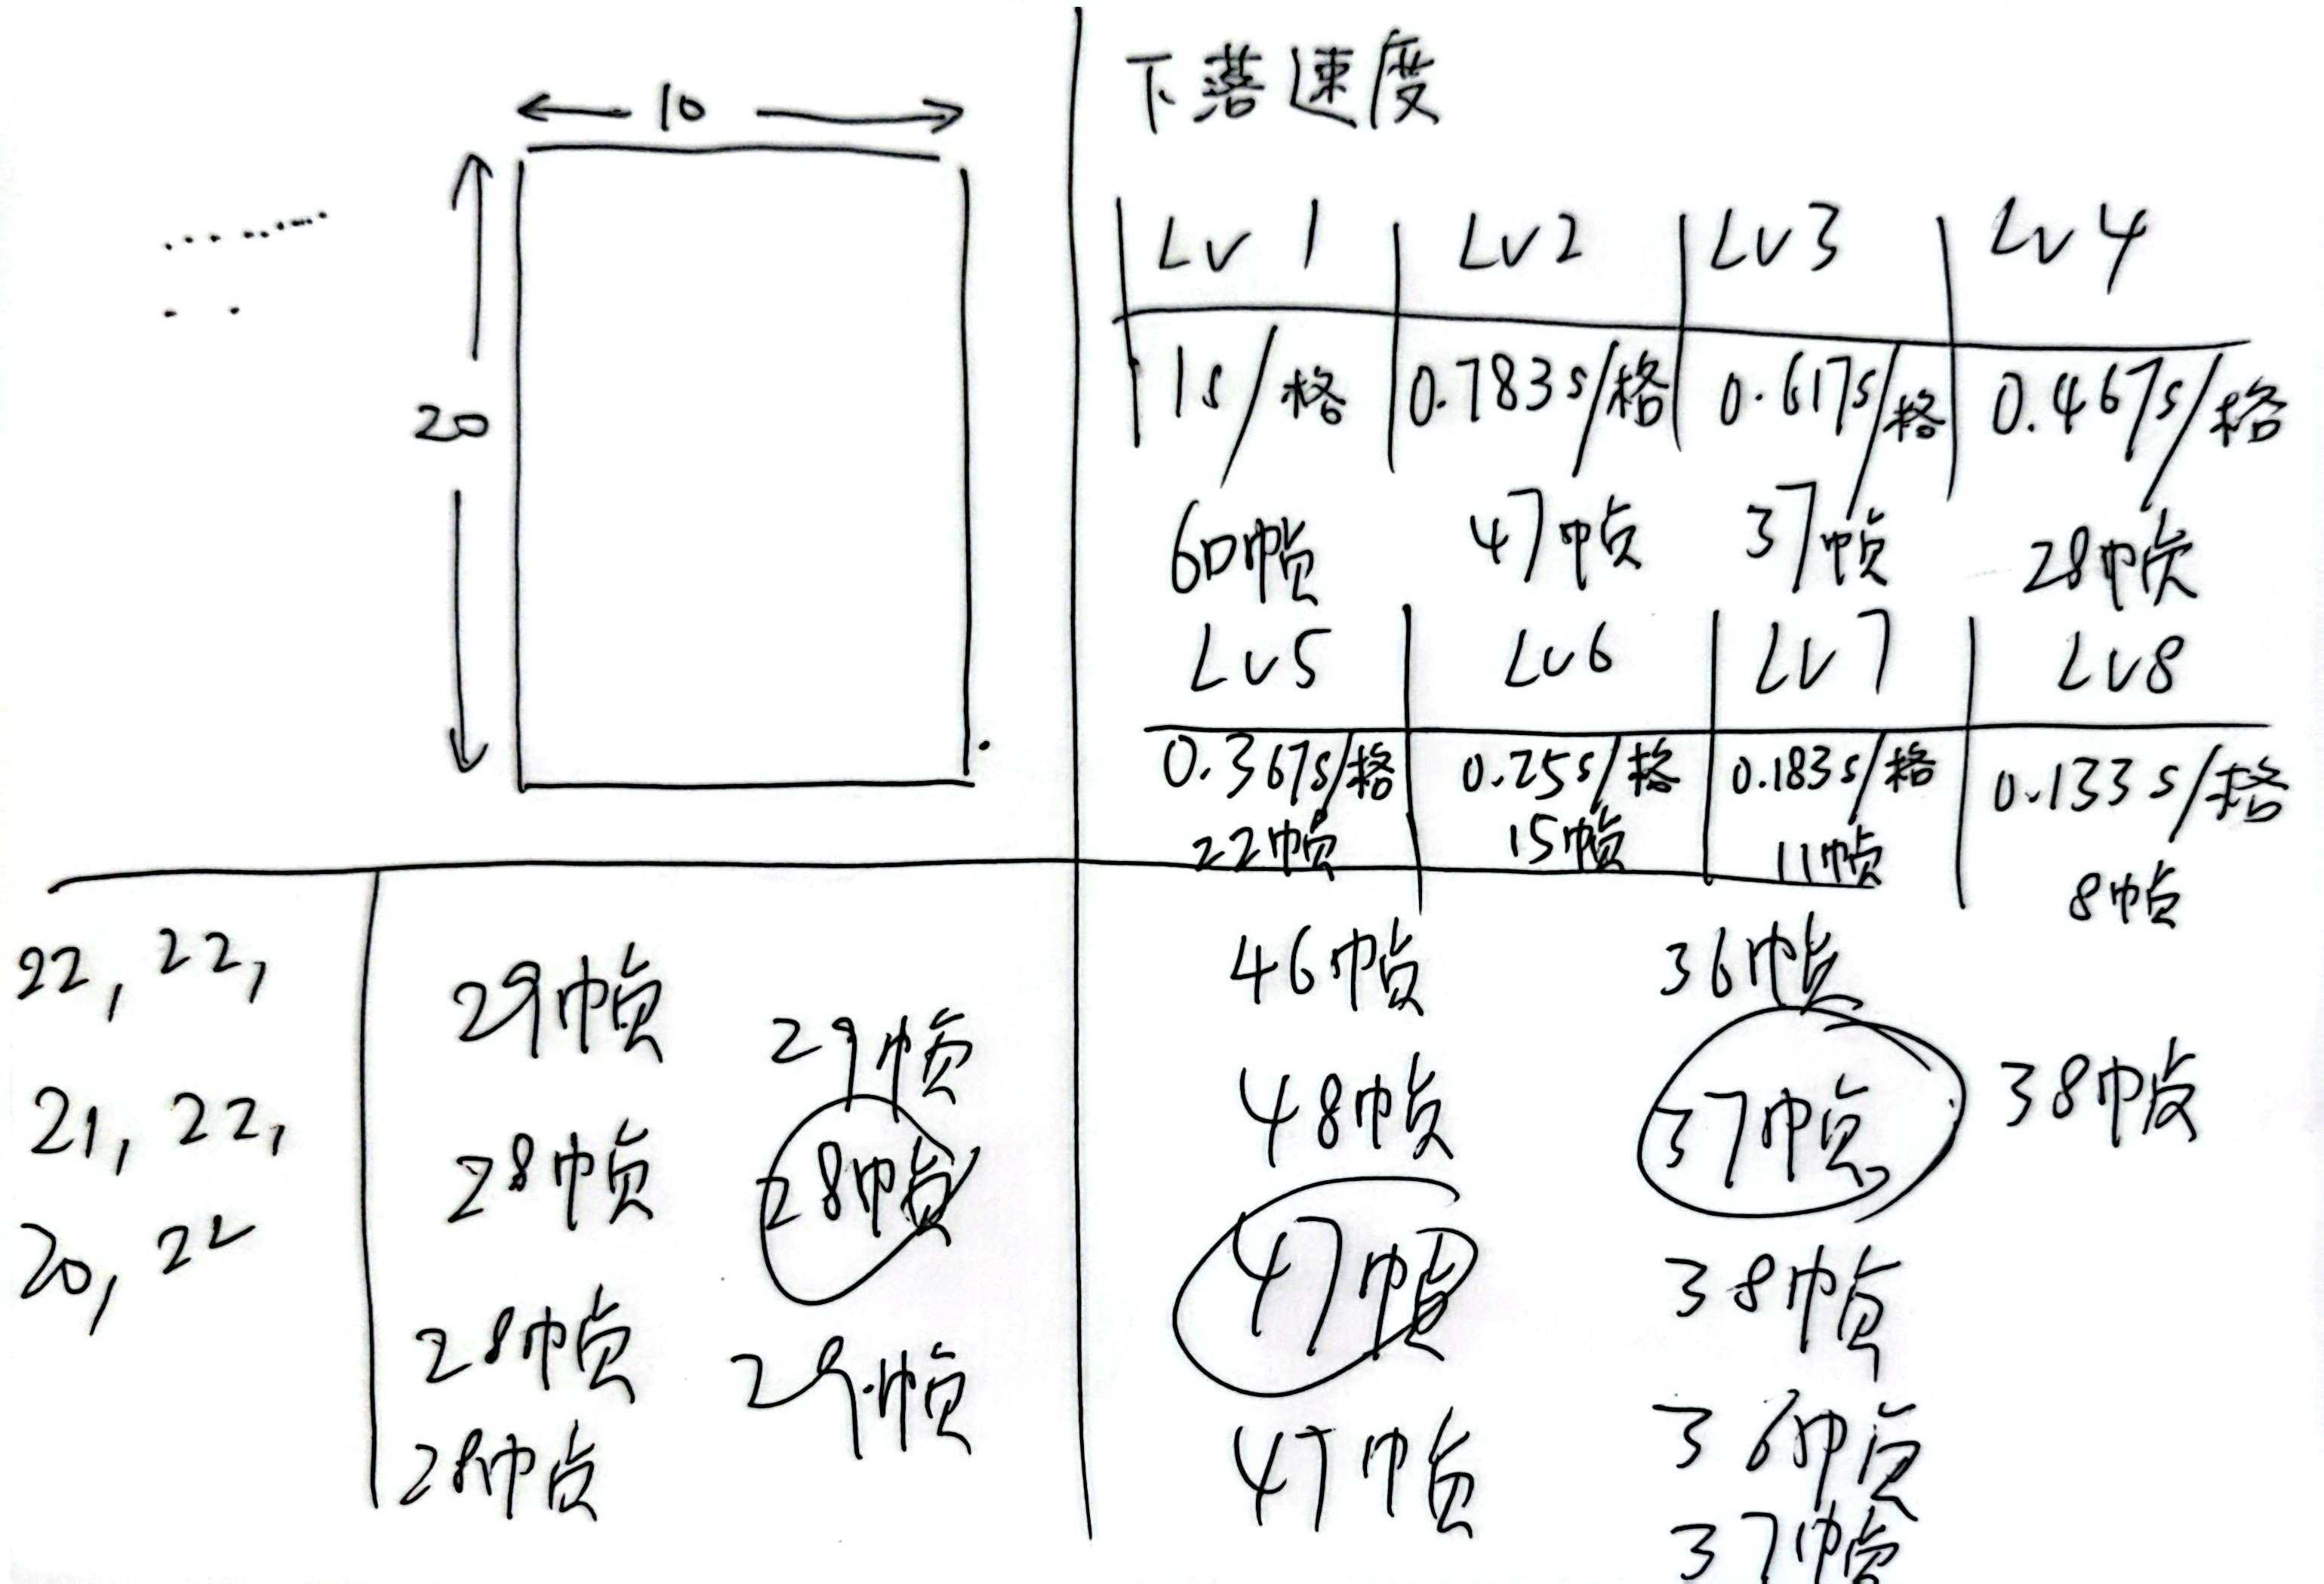 10
20
下落速度
Lv 1 Lv2 Lv3 Lv4
1s/格 0.783s/格 0.617s/格 0.467s/格
60帧 47帧 37帧 28帧
Lv5 Lv6 Lv7 Lv8
0.367s/格 0.25s/格 0.183s/格 0.133s/格
22帧 15帧 11帧 8帧
22, 22,
21, 22,
20, 22
29帧 29帧
28帧 28帧
28帧 29帧
28帧
46帧 36帧
48帧 37帧 38帧
47帧 38帧
47帧 36帧
37帧